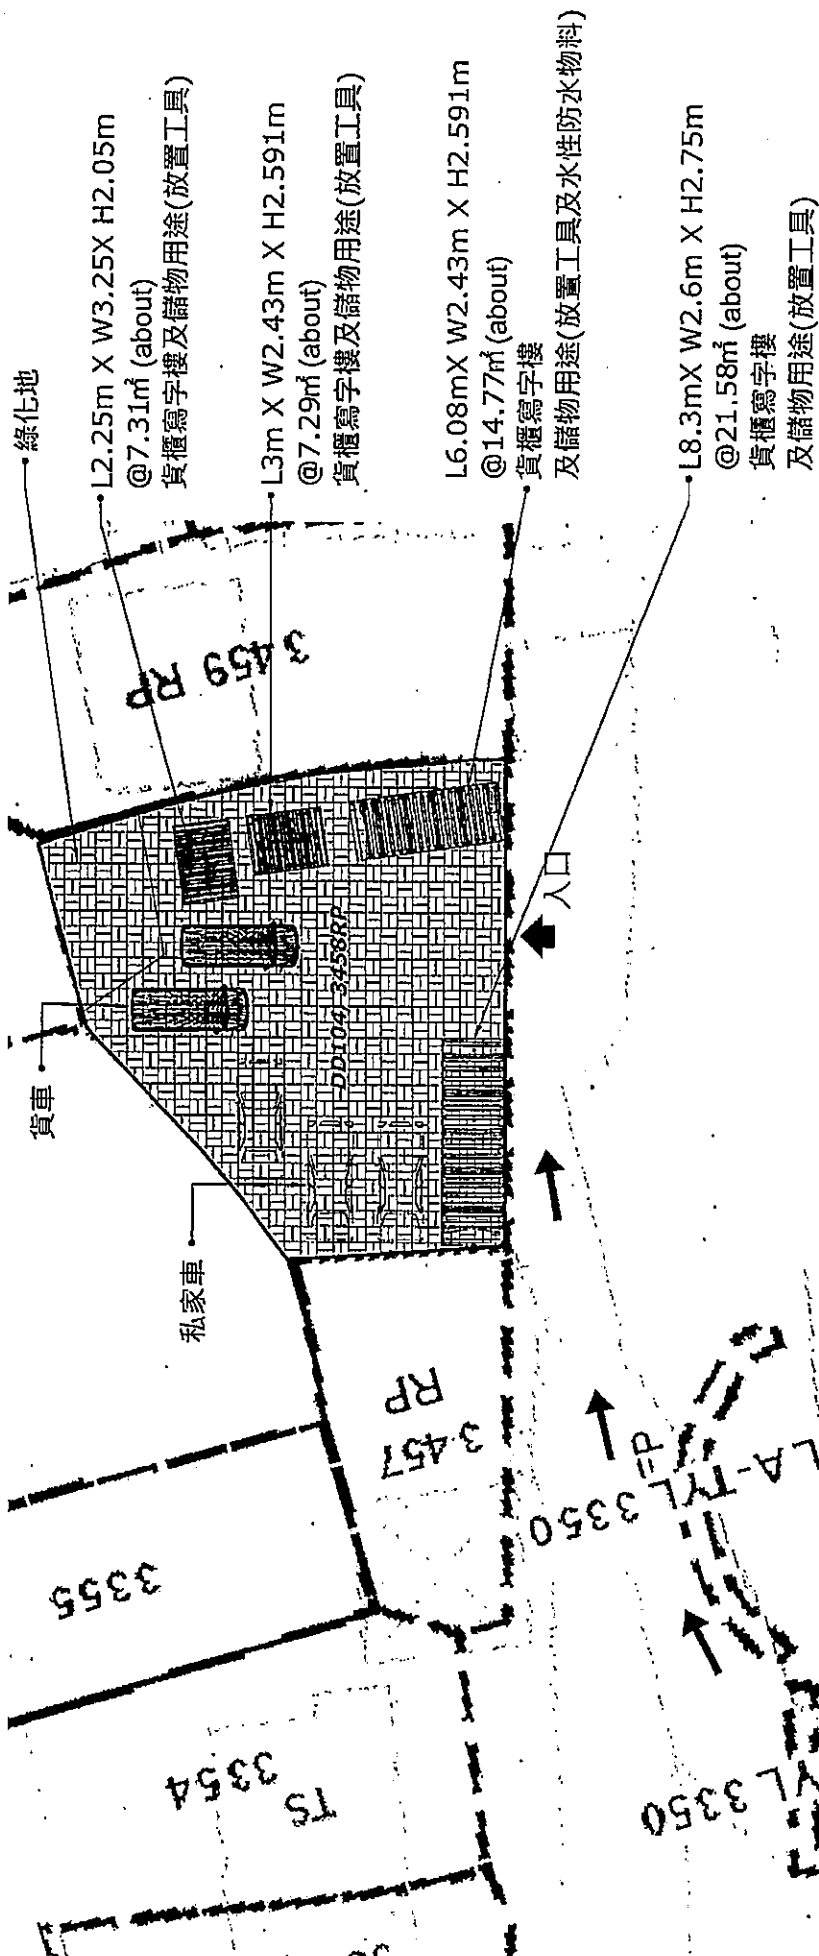 綠化地
L2.25m X W3.25X H2.05m
@7.31㎡ (about)
貨櫃寫字樓及儲物用途(放置工具)
L3m X W2.43m X H2.591m
@7.29㎡ (about)
貨櫃寫字樓及儲物用途(放置工具)
L6.08mX W2.43m X H2.591m
@14.77㎡ (about)
貨櫃寫字樓
及儲物用途(放置工具及水性防水物料)
L8.3mX W2.6m X H2.75m
@21.58㎡ (about)
貨櫃寫字樓
及儲物用途(放置工具)
貨車
私家車
入口
DD104, 3458RP
3459 RP
3457
RP
3355
3354
TS
LA-TYL 3350
YL 3350